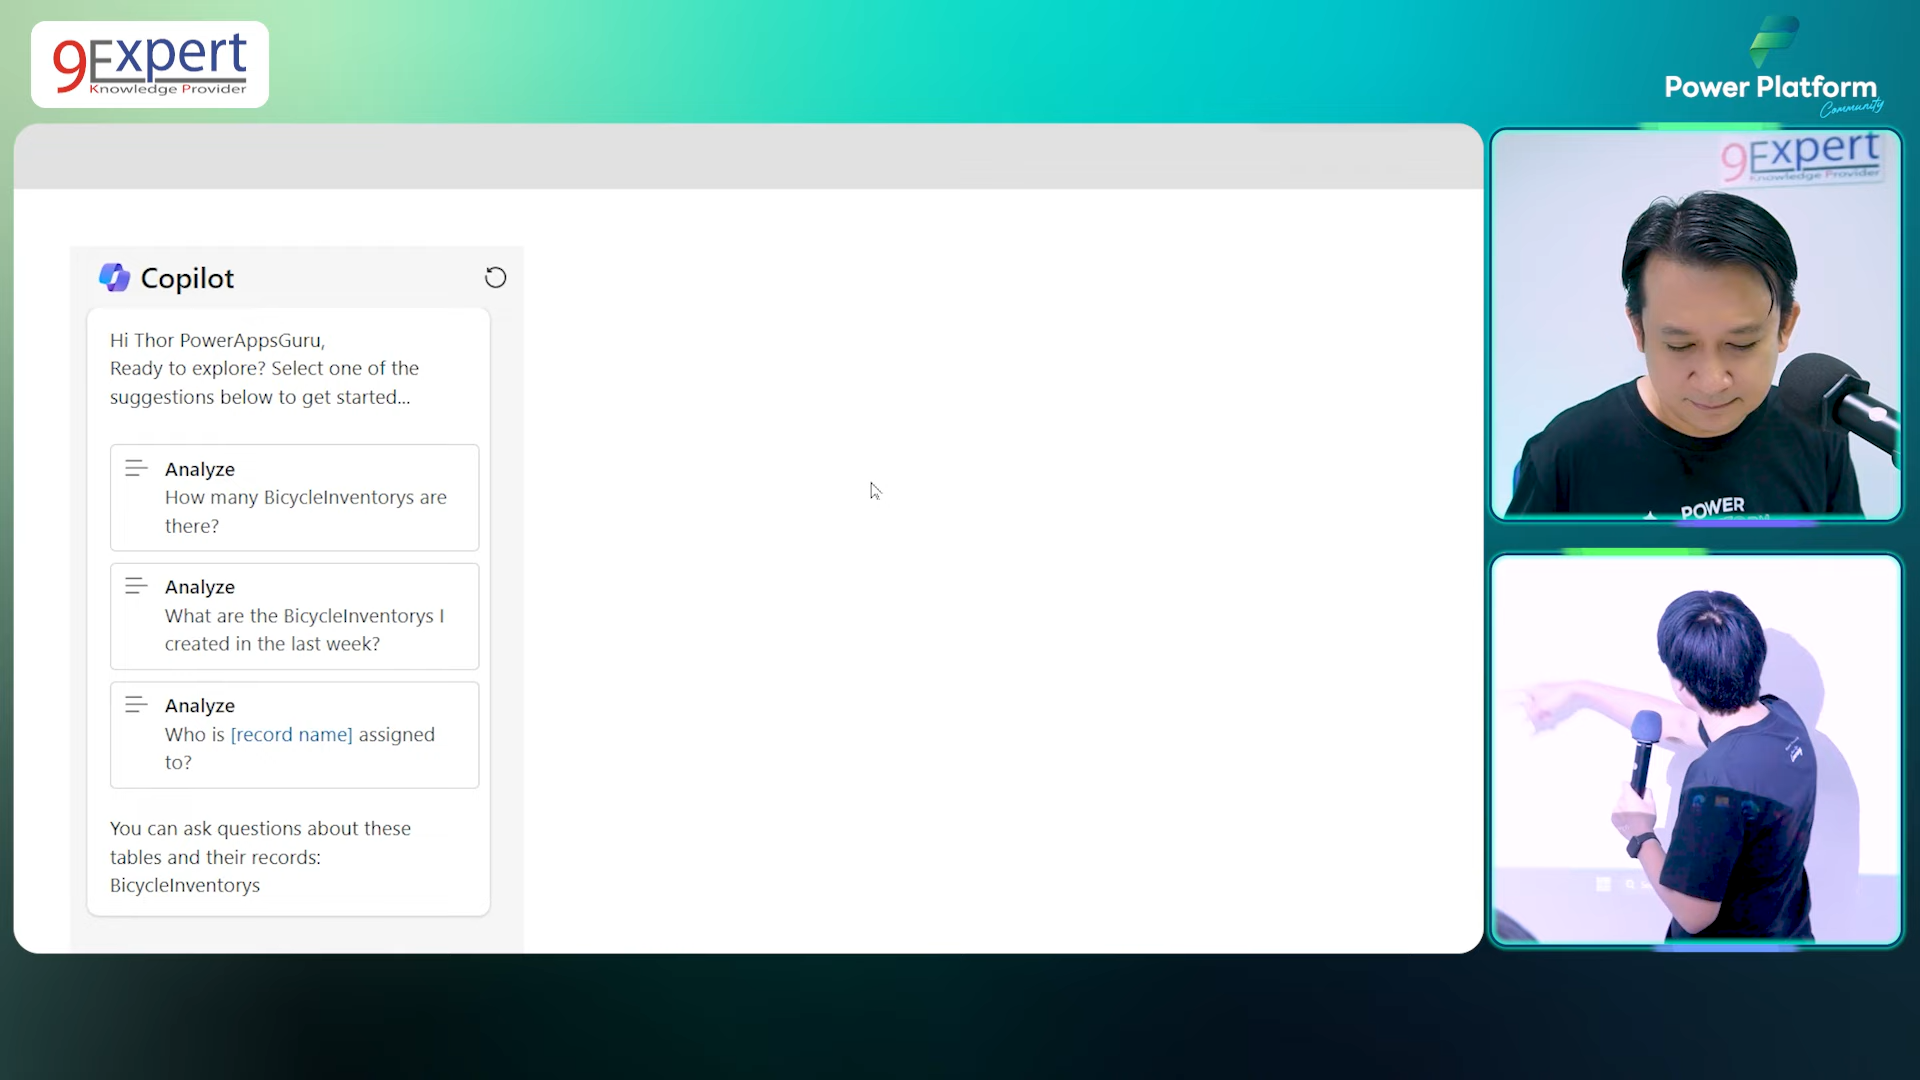 9Expert
Knowledge Provider
Power Platform
Community
Copilot
Hi Thor PowerAppsGuru,
Ready to explore? Select one of the
suggestions below to get started...
Analyze
How many BicycleInventorys are
there?
Analyze
What are the BicycleInventorys I
created in the last week?
Analyze
Who is [record name] assigned
to?
You can ask questions about these
tables and their records:
BicycleInventorys
9Expert
Knowledge Provider
POWER